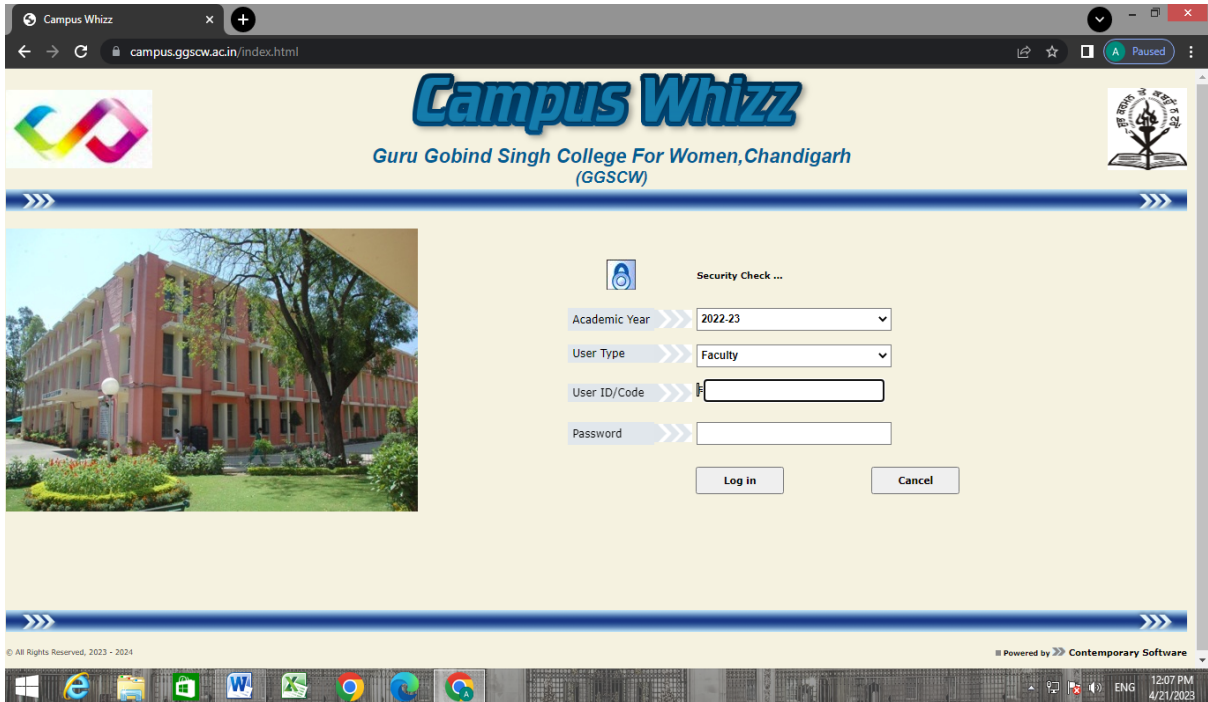 Campus Whizz
campus.ggscw.ac.in/index.html
A Paused
Campus Whizz
Guru Gobind Singh College For Women,Chandigarh
(GGSCW)
Security Check ...
Academic Year 2022-23
User Type Faculty
User ID/Code
Password
Log in Cancel
© All Rights Reserved, 2023 - 2024
Powered by Contemporary Software
ENG
12:07 PM
4/21/2023